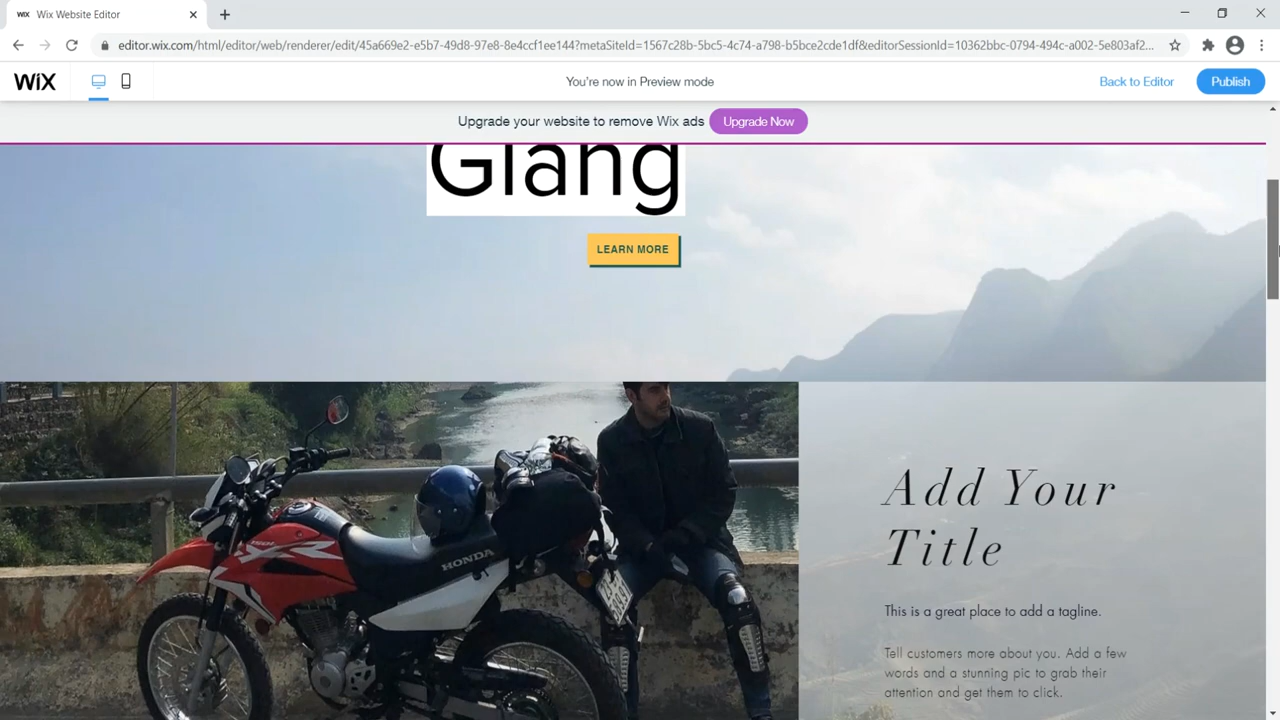 WiX Wix Website Editor
editor.wix.com/html/editor/web/renderer/edit/45a669e2-e5b7-49d8-97e8-8e4ccf1ee144?metaSiteId=1567c28b-5bc5-4c74-a798-b5bce2cde1df&editorSessionId=10362bbc-0794-494c-a002-5e803af2...
WiX You're now in Preview mode Back to Editor Publish
Upgrade your website to remove Wix ads Upgrade Now
Giang
LEARN MORE
HONDA
Add Your
Title
This is a great place to add a tagline.
Tell customers more about you. Add a few
words and a stunning pic to grab their
attention and get them to click.